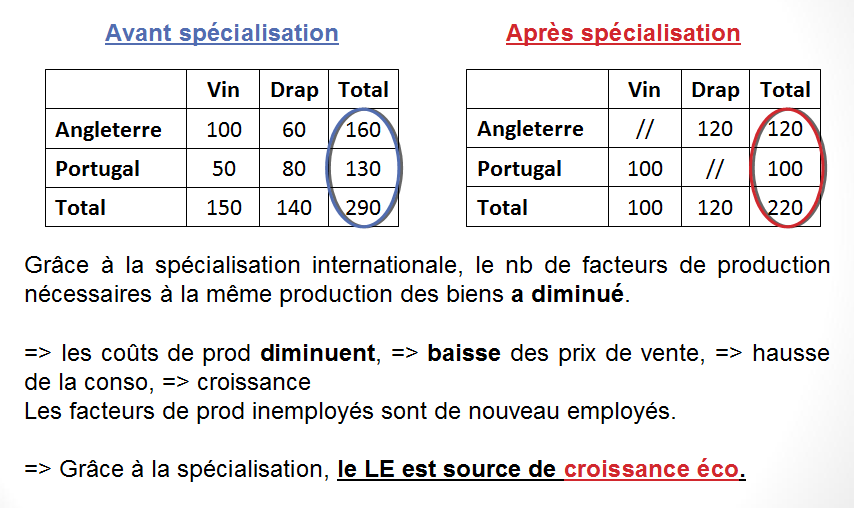 Avant spécialisation
Vin Drap Total
Angleterre 100 60 160
Portugal 50 80 130
Total 150 140 290
Après spécialisation
Vin Drap Total
Angleterre // 120 120
Portugal 100 // 100
Total 100 120 220
Grâce à la spécialisation internationale, le nb de facteurs de production
nécessaires à la même production des biens a diminué.
=> les coûts de prod diminuent, => baisse des prix de vente, => hausse
de la conso, => croissance
Les facteurs de prod inemployés sont de nouveau employés.
=> Grâce à la spécialisation, le LE est source de croissance éco.